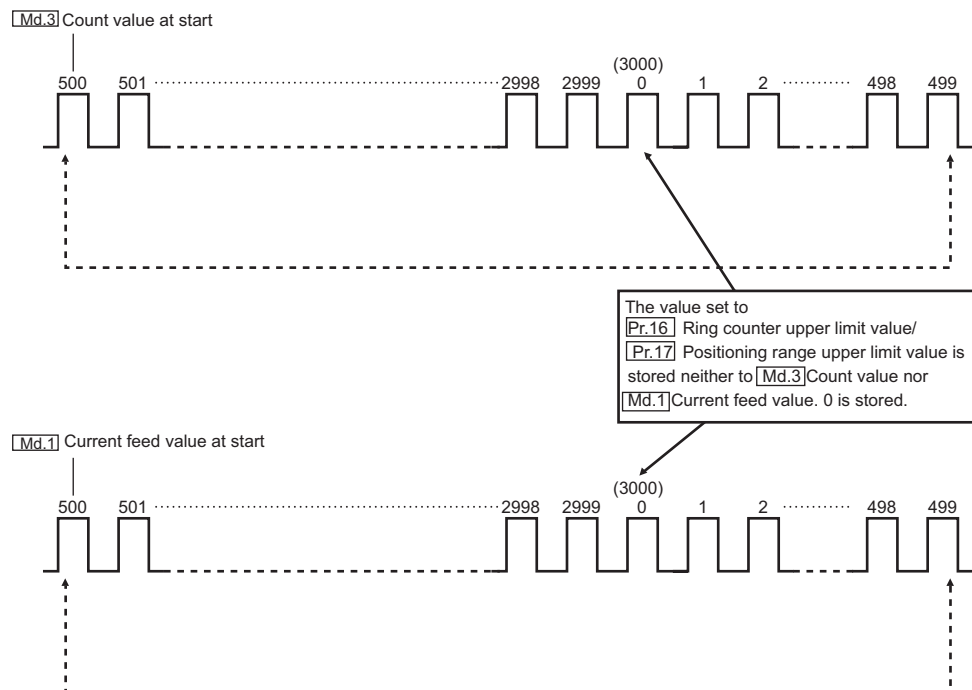 Md.3 Count value at start
(3000)
500 501 2998 2999 0 1 2 498 499
The value set to
Pr.16 Ring counter upper limit value/
Pr.17 Positioning range upper limit value is
stored neither to Md.3 Count value nor
Md.1 Current feed value. 0 is stored.
Md.1 Current feed value at start
(3000)
500 501 2998 2999 0 1 2 498 499